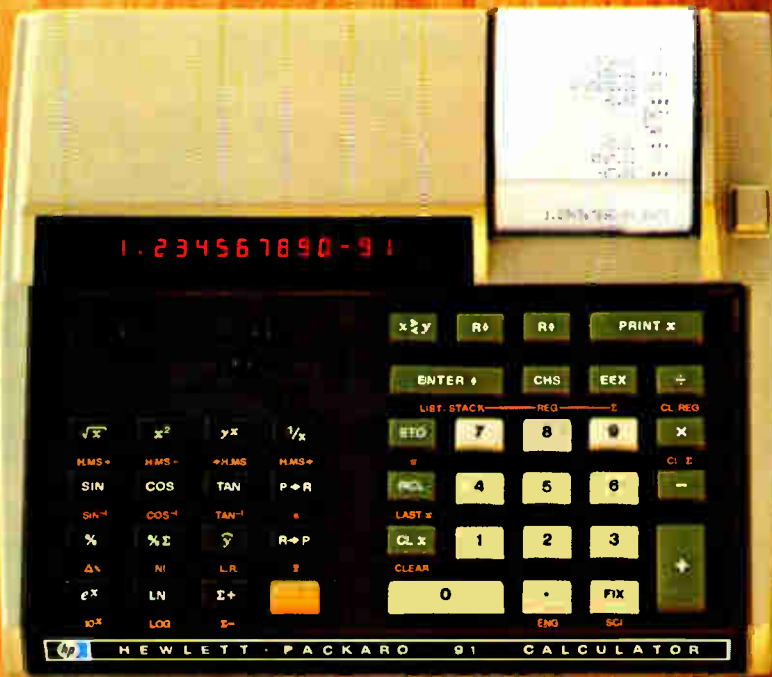 1.234567890-91
x≷y R↓ R↑ PRINT x
ENTER ↑ CHS EEX ÷
LIST: STACK REG Σ CL REG
√x x² yˣ 1/x STO 7 8 9 ×
H.MS+ H.MS- →H.MS H.MS→ π CL Σ
SIN COS TAN P→R RCL 4 5 6 −
SIN⁻¹ COS⁻¹ TAN⁻¹ LAST x
% %Σ ŷ R→P CL x 1 2 3 +
Δ% N! L.R. CLEAR
eˣ LN Σ+ 0 . FIX
10ˣ LOG Σ− ENG SCI
hp HEWLETT · PACKARD 91 CALCULATOR